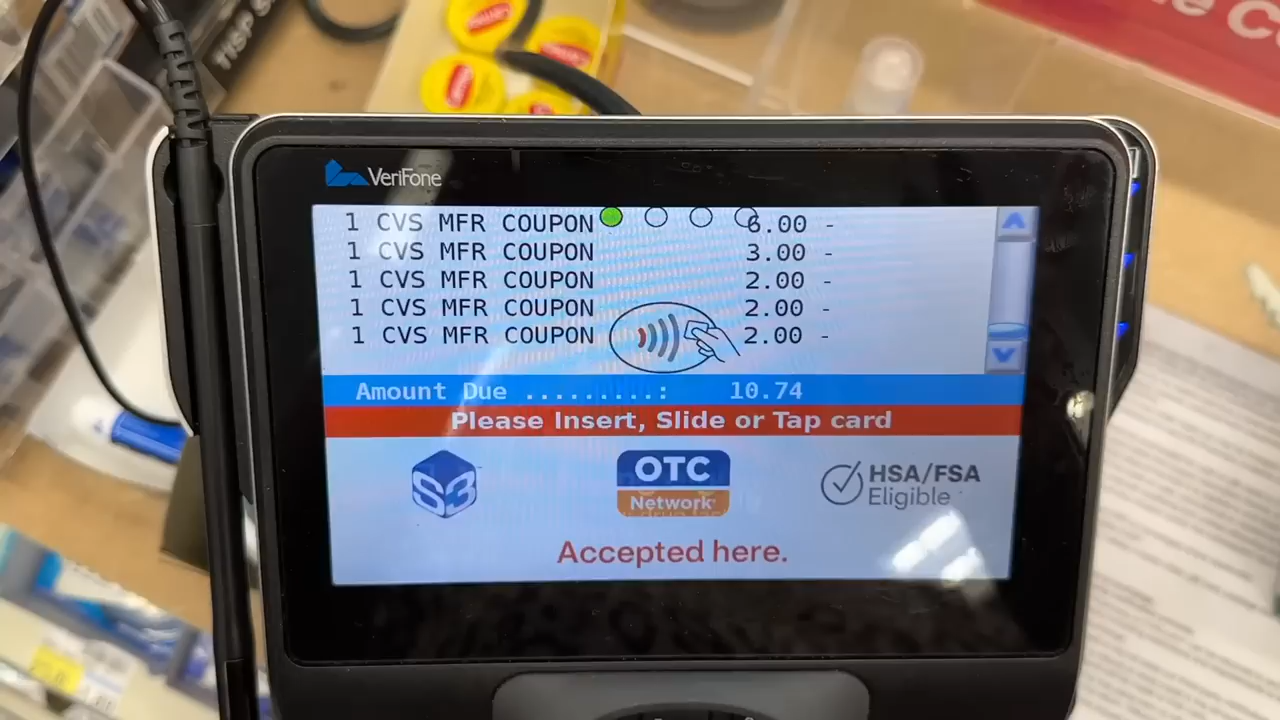 TISP
VeriFone
1 CVS MFR COUPON 6.00 -
1 CVS MFR COUPON 3.00 -
1 CVS MFR COUPON 2.00 -
1 CVS MFR COUPON 2.00 -
1 CVS MFR COUPON 2.00 -
Amount Due .........: 10.74
Please Insert, Slide or Tap card
S3
OTC
Network
HSA/FSA
Eligible
Accepted here.